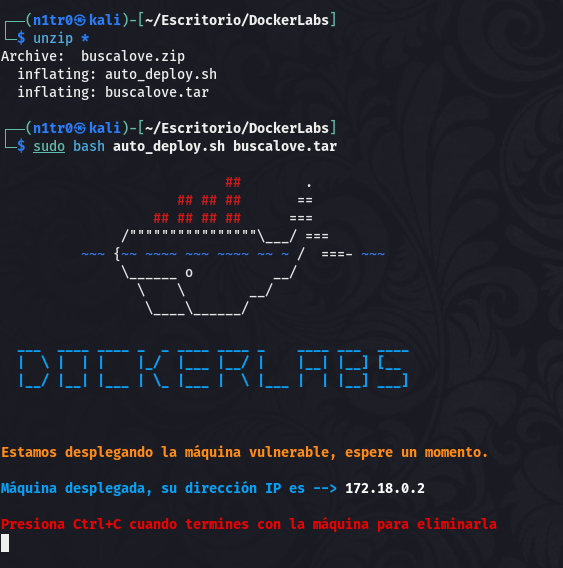 ┌──(n1tr0㉿kali)-[~/Escritorio/DockerLabs]
└─$ unzip *
Archive:  buscalove.zip
  inflating: auto_deploy.sh
  inflating: buscalove.tar
┌──(n1tr0㉿kali)-[~/Escritorio/DockerLabs]
└─$ sudo bash auto_deploy.sh buscalove.tar
DOCKERLABS
Estamos desplegando la máquina vulnerable, espere un momento.
Máquina desplegada, su dirección IP es --> 172.18.0.2
Presiona Ctrl+C cuando termines con la máquina para eliminarla